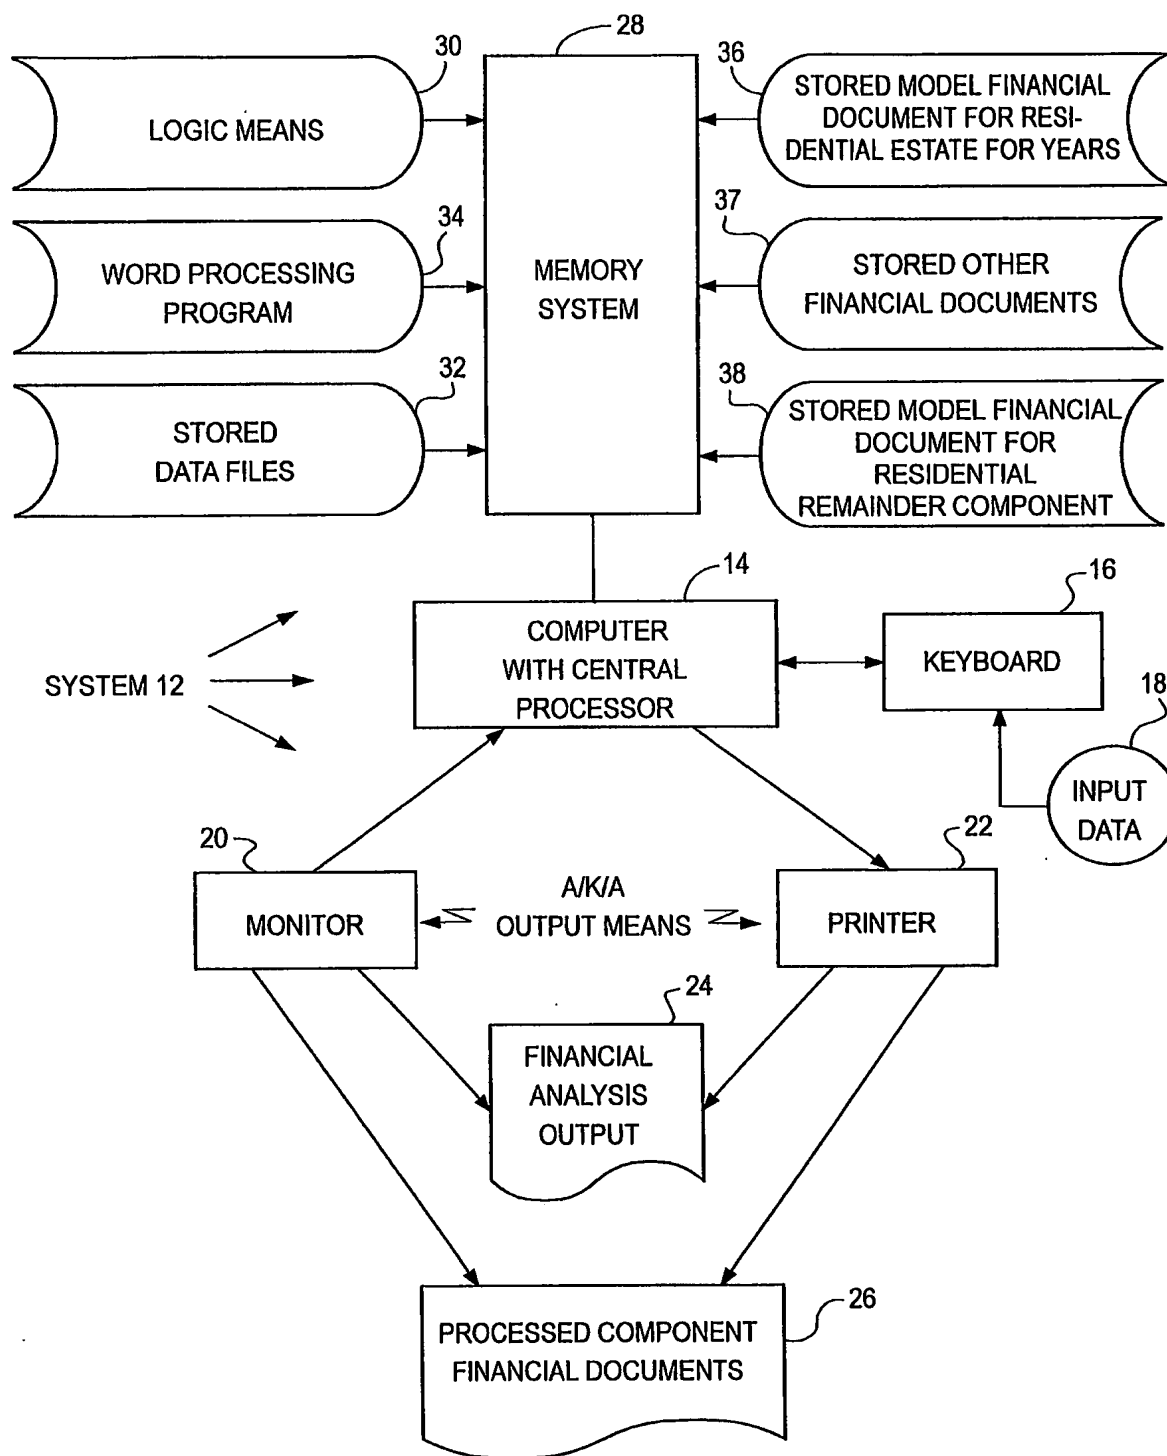 28
30
LOGIC MEANS
36
STORED MODEL FINANCIAL
DOCUMENT FOR RESI-
DENTIAL ESTATE FOR YEARS
34
WORD PROCESSING
PROGRAM
MEMORY
SYSTEM
37
STORED OTHER
FINANCIAL DOCUMENTS
32
STORED
DATA FILES
38
STORED MODEL FINANCIAL
DOCUMENT FOR
RESIDENTIAL
REMAINDER COMPONENT
14
COMPUTER
WITH CENTRAL
PROCESSOR
16
KEYBOARD
SYSTEM 12
18
INPUT
DATA
20
MONITOR
A/K/A
OUTPUT MEANS
22
PRINTER
24
FINANCIAL
ANALYSIS
OUTPUT
26
PROCESSED COMPONENT
FINANCIAL DOCUMENTS